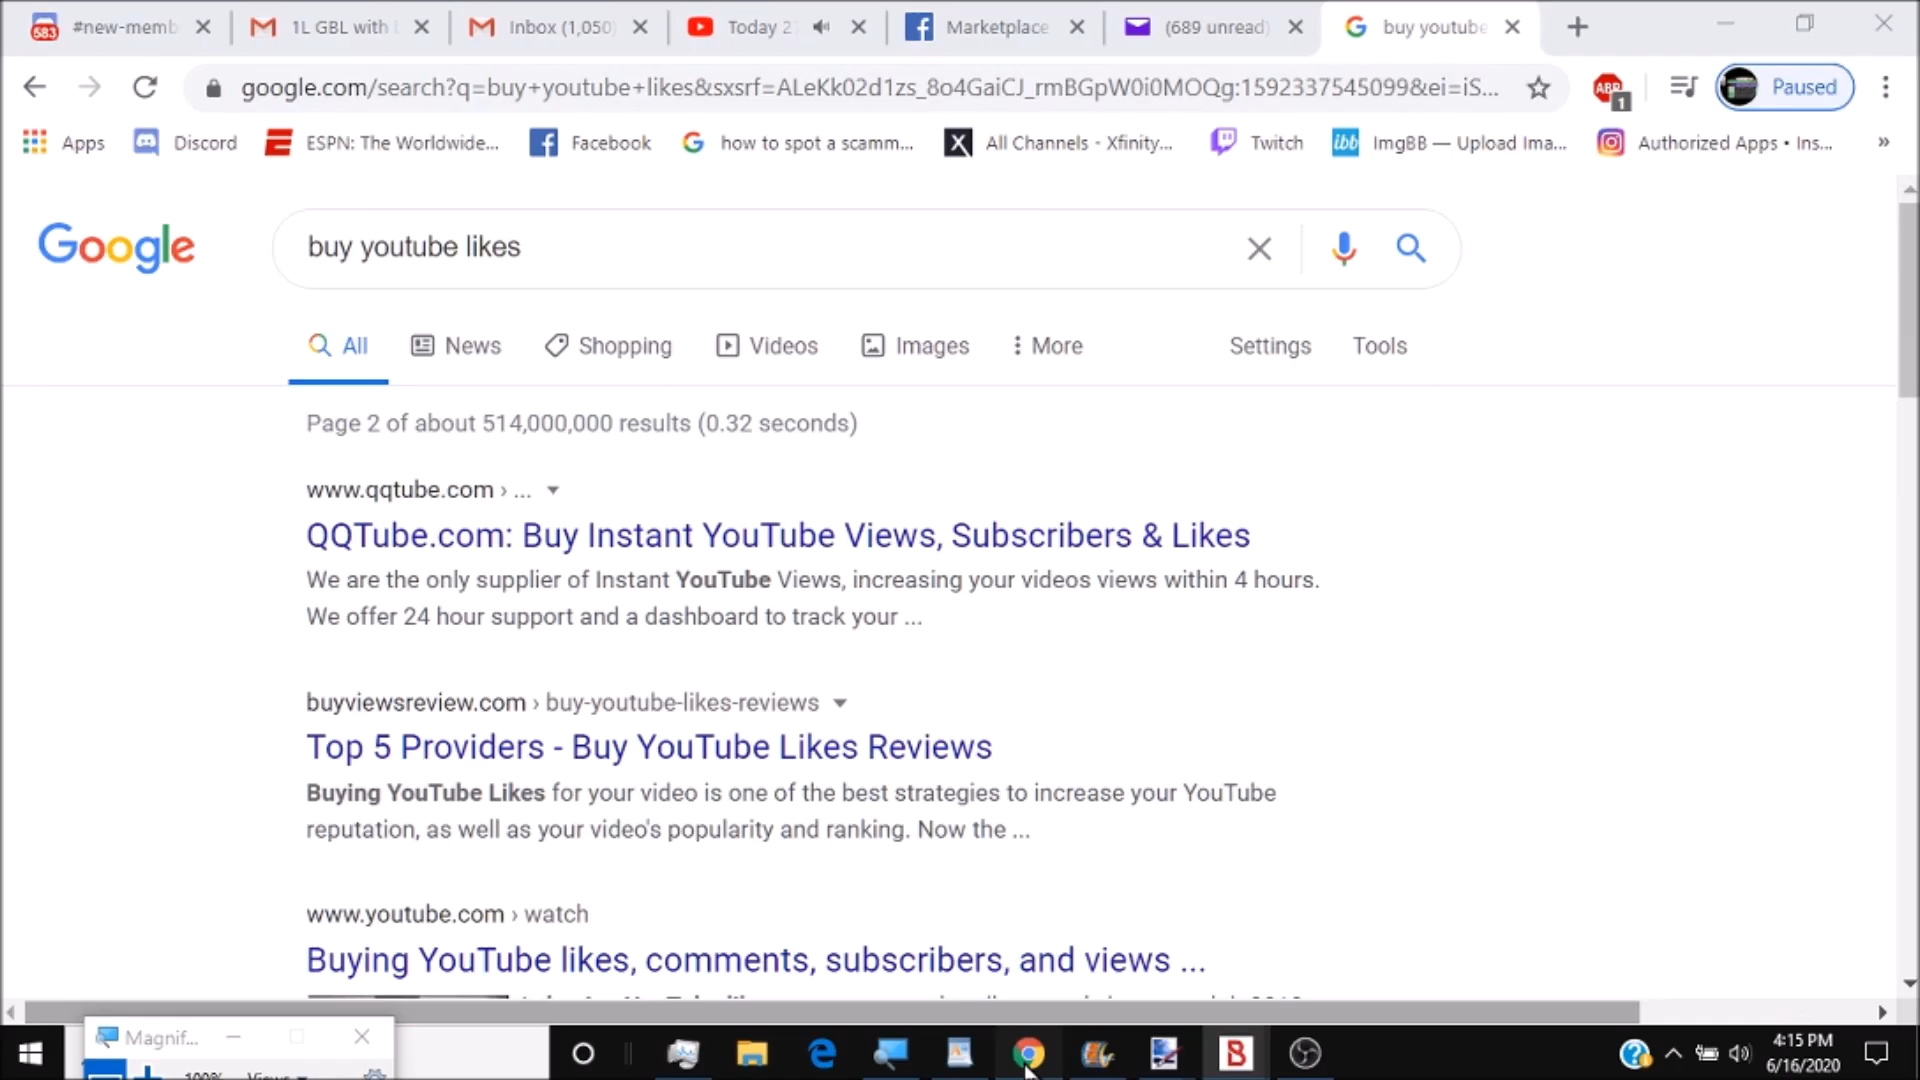 583 #new-memb 1L GBL with Inbox (1,050) Today 2 Marketplace (689 unread) buy youtube
google.com/search?q=buy+youtube+likes&sxsrf=ALeKk02d1zs_8o4GaiCJ_rmBGpW0i0MOQg:1592337545099&ei=iS... ABP 1 Paused
Apps Discord ESPN: The Worldwide... Facebook how to spot a scamm... X All Channels - Xfinity... Twitch ibb ImgBB — Upload Ima... Authorized Apps • Ins... »
Google buy youtube likes
All News Shopping Videos Images More Settings Tools
Page 2 of about 514,000,000 results (0.32 seconds)
www.qqtube.com › ...
QQTube.com: Buy Instant YouTube Views, Subscribers & Likes
We are the only supplier of Instant YouTube Views, increasing your videos views within 4 hours.
We offer 24 hour support and a dashboard to track your ...
buyviewsreview.com › buy-youtube-likes-reviews
Top 5 Providers - Buy YouTube Likes Reviews
Buying YouTube Likes for your video is one of the best strategies to increase your YouTube
reputation, as well as your video's popularity and ranking. Now the ...
www.youtube.com › watch
Buying YouTube likes, comments, subscribers, and views ...
Magnif...
100% Views
B
4:15 PM
6/16/2020